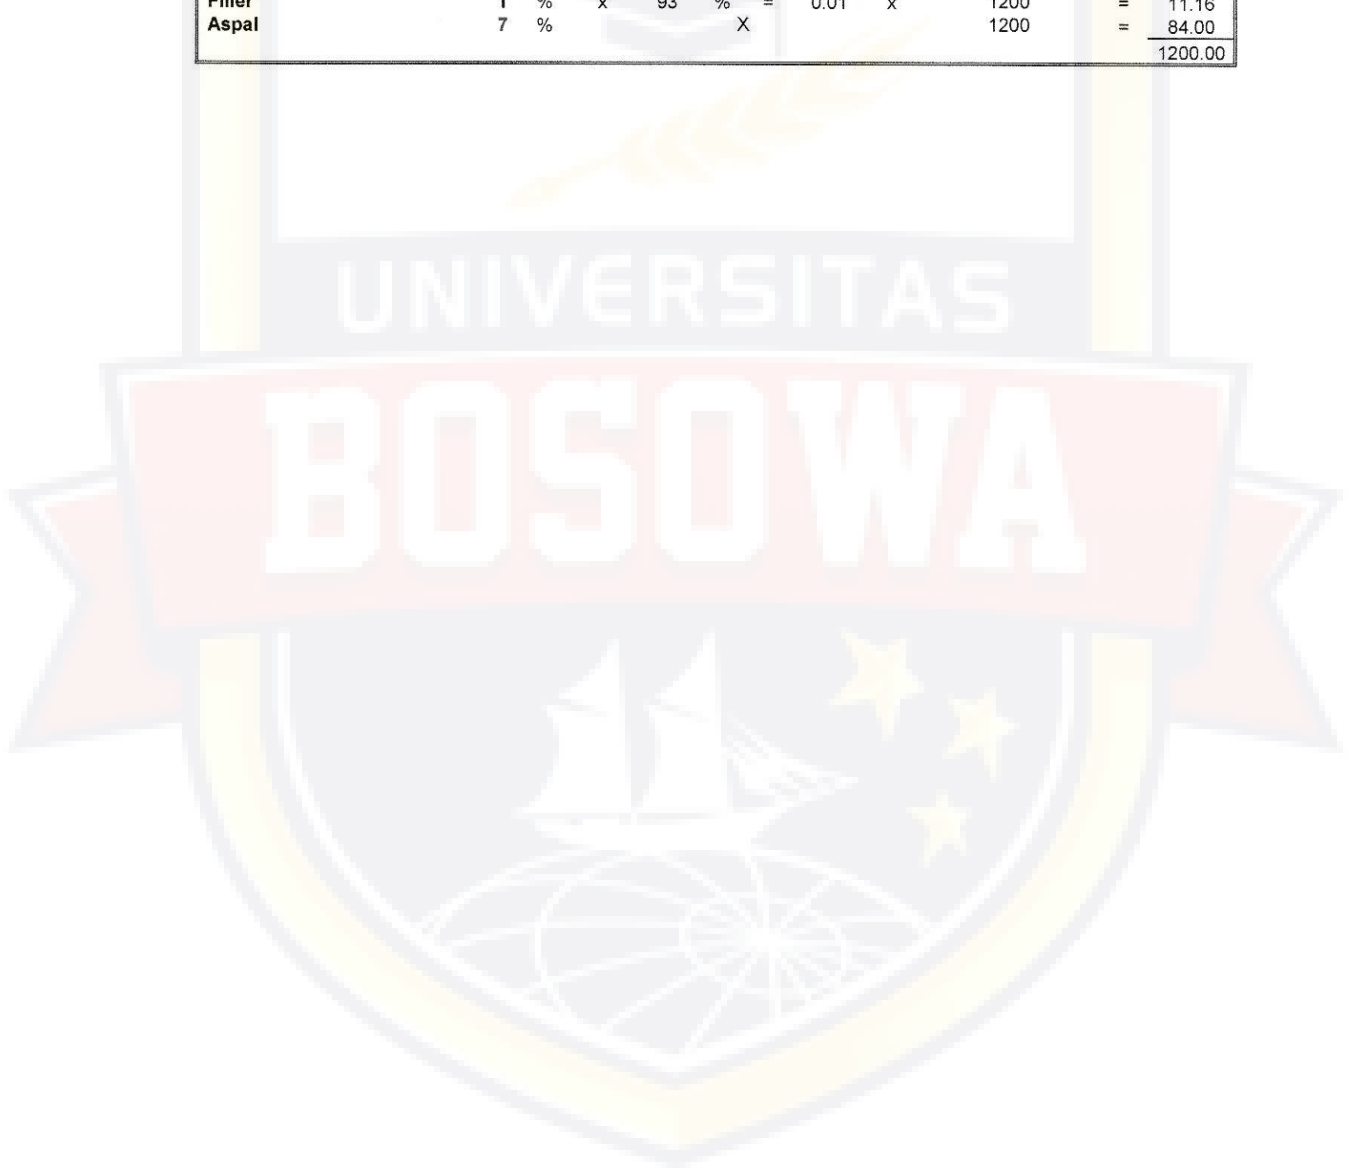 Filler 1 % x 93 % = 0.01 x 1200 = 11.16
Aspal 7 % X 1200 = 84.00
1200.00
UNIVERSITAS
BOSOWA